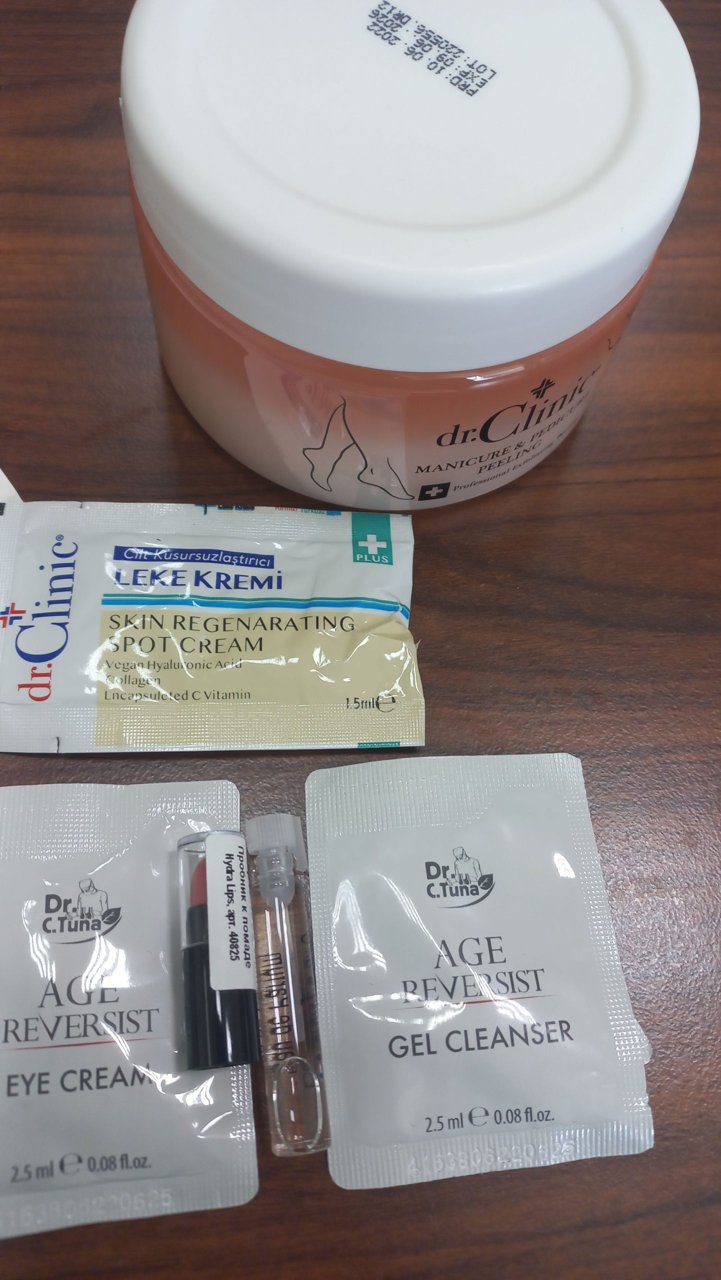 PRD: 10. 06. 2022
EXP: 09. 06. 2026
LOT: 220556. DR12
dr.Clinic
MANICURE & PEDICURE
PEELING
Professional
dr.Clinic®
PLUS
Cilt Kusursuzlaştırıcı
LEKE KREMİ
SKIN REGENARATING
SPOT CREAM
Vegan Hyaluronic Acid
Collagen
Encapsuleted C Vitamin
1.5ml e
Dr.
C.Tuna
AGE
REVERSIST
EYE CREAM
2.5 ml e 0.08 fl.oz.
Пробник к помаде
Hydra Lips, арт. 40825
Dr.
C.Tuna
AGE
REVERSIST
GEL CLEANSER
2.5 ml e 0.08 fl.oz.